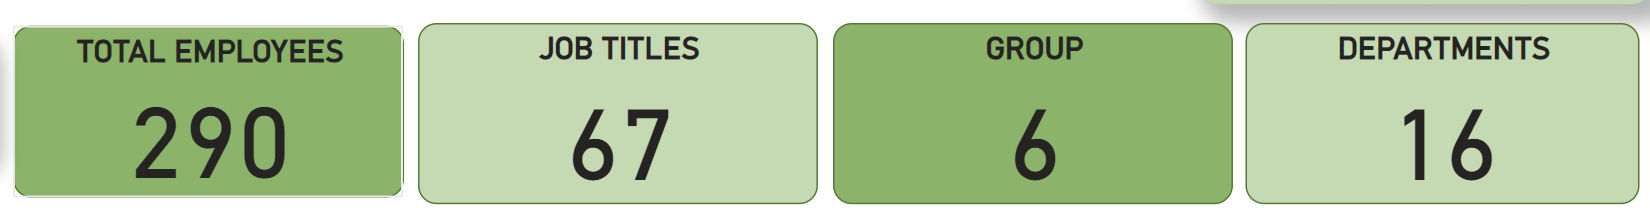 TOTAL EMPLOYEES
290
JOB TITLES
67
GROUP
6
DEPARTMENTS
16